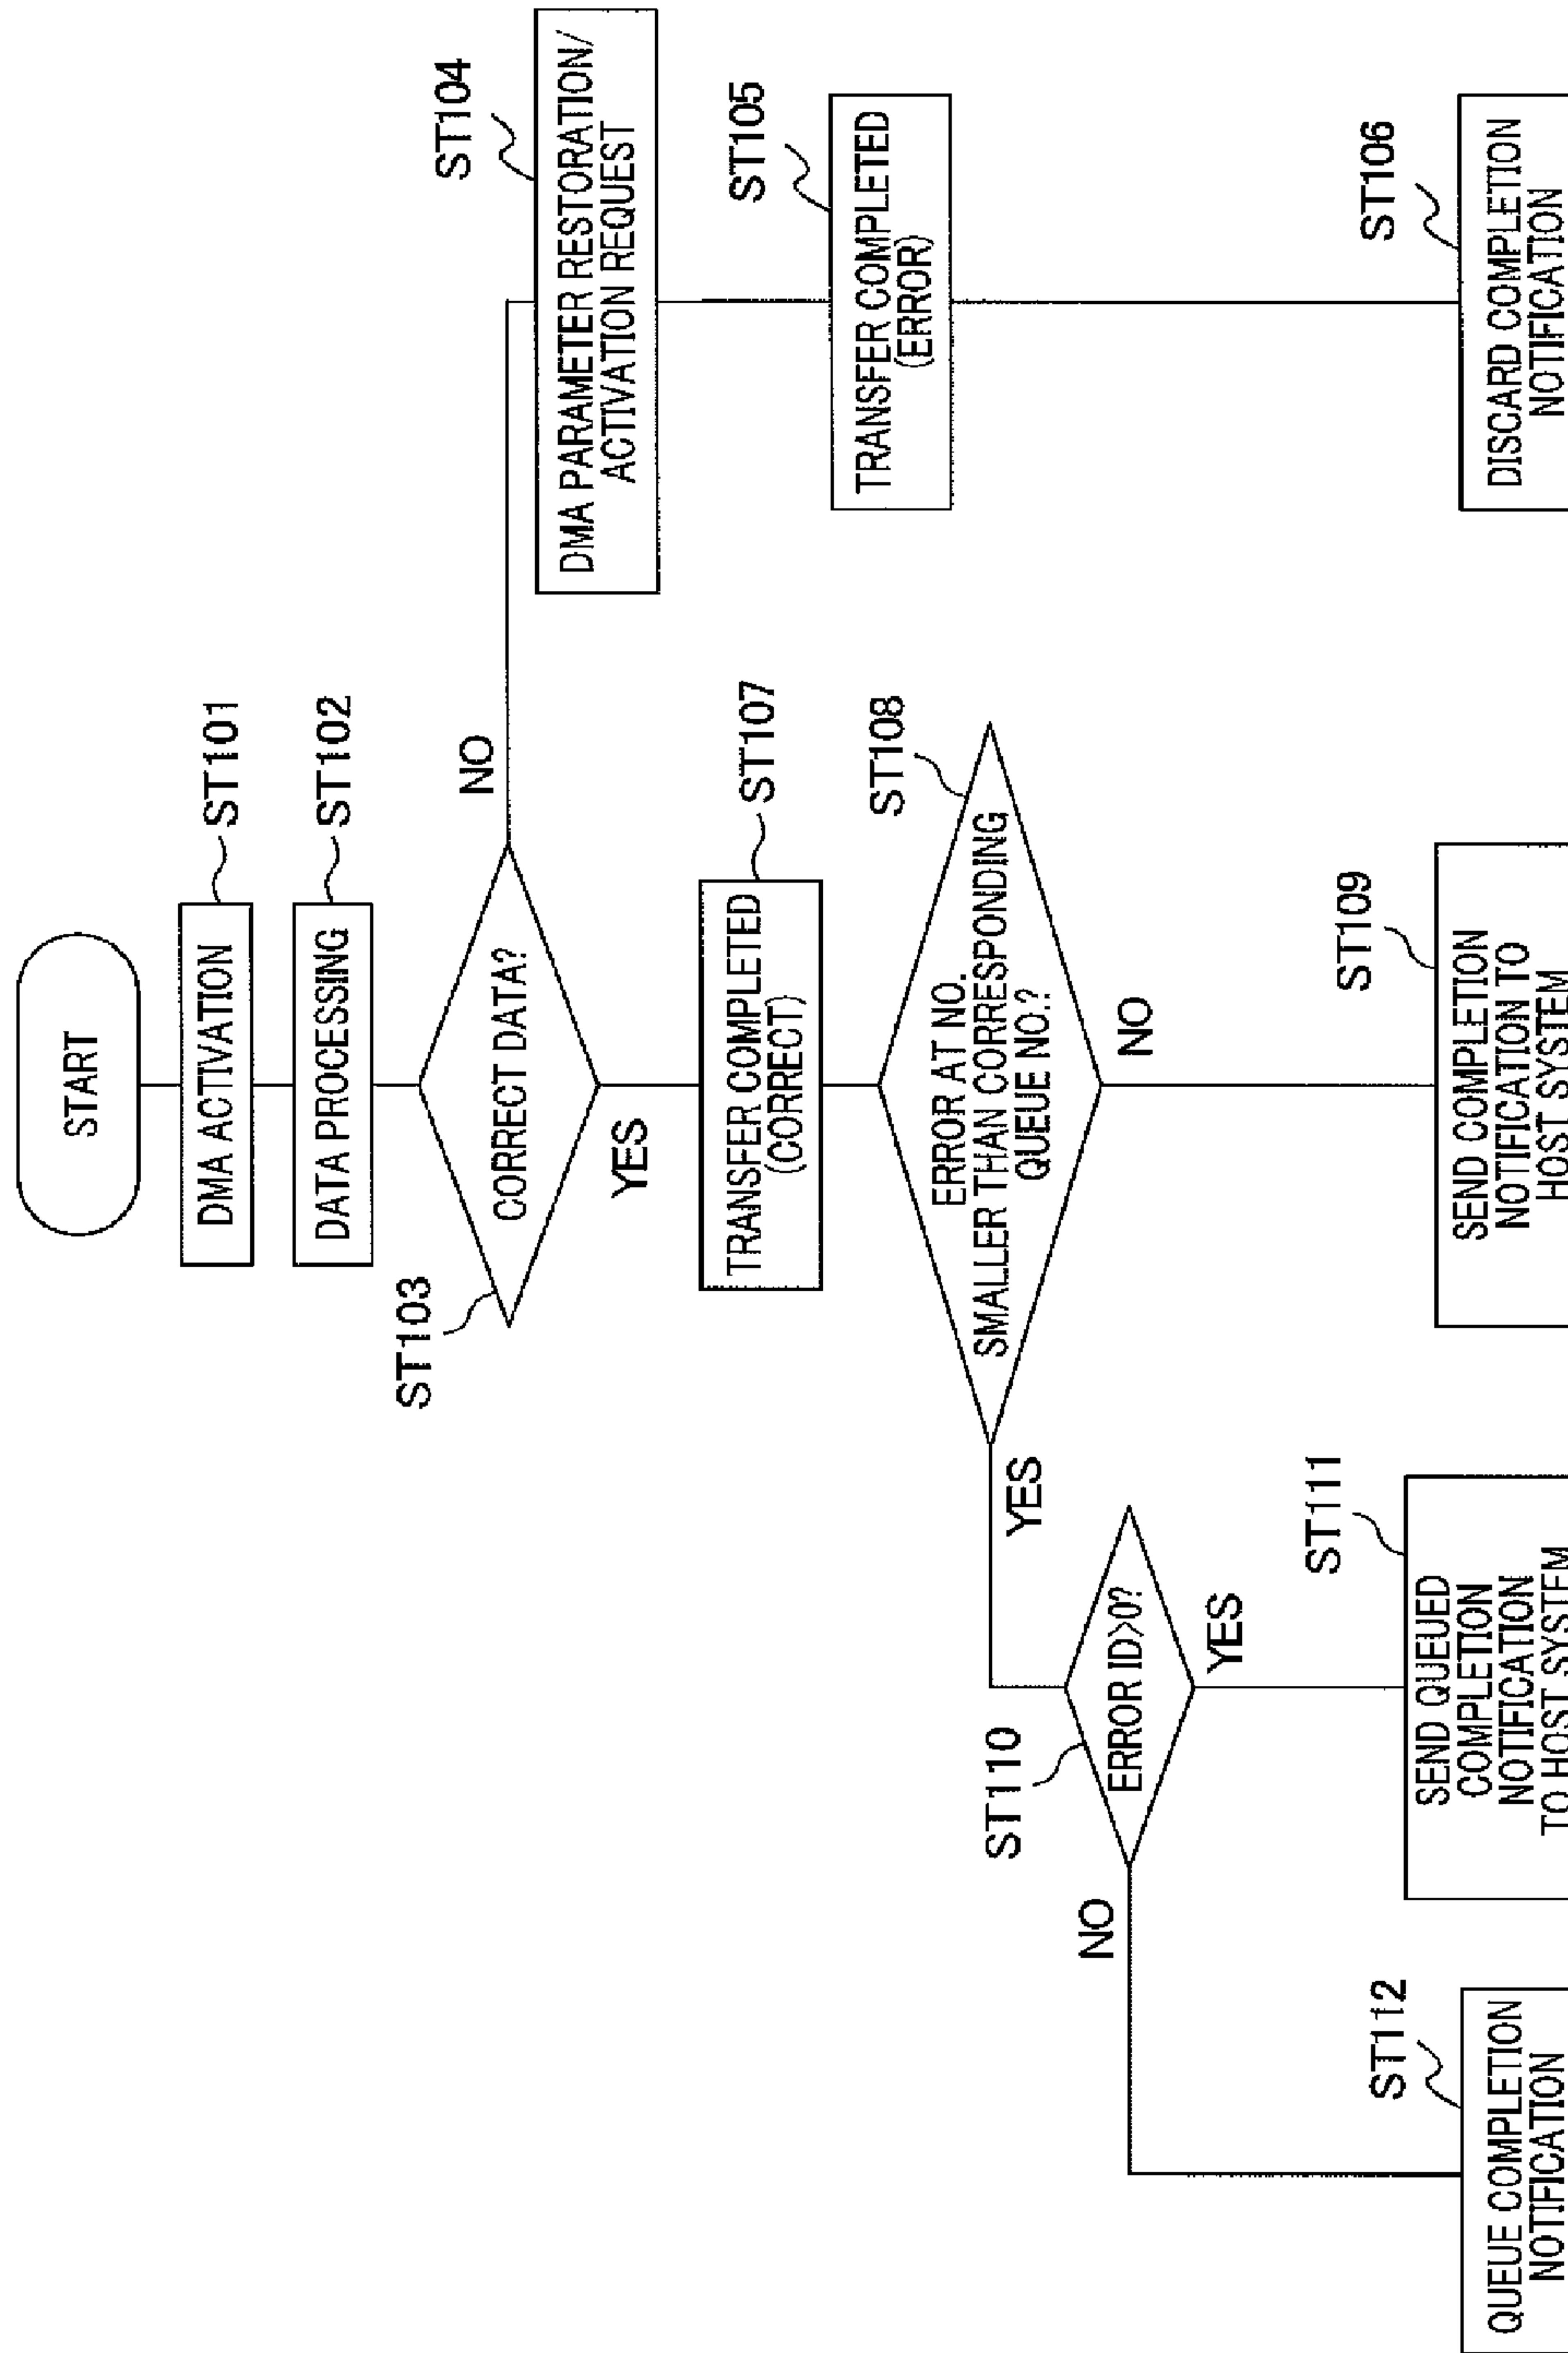 START
DMA ACTIVATION
ST101
DATA PROCESSING
ST102
CORRECT DATA?
ST103
NO
YES
DMA PARAMETER RESTORATION/
ACTIVATION REQUEST
ST104
TRANSFER COMPLETED
(ERROR)
ST105
DISCARD COMPLETION
NOTIFICATION
ST106
TRANSFER COMPLETED
(CORRECT)
ST107
ERROR AT NO.
SMALLER THAN CORRESPONDING
QUEUE NO.?
ST108
NO
YES
SEND COMPLETION
NOTIFICATION TO
HOST SYSTEM
ST109
ERROR ID>0?
ST110
YES
NO
SEND QUEUED
COMPLETION
NOTIFICATION
TO HOST SYSTEM
ST111
QUEUE COMPLETION
NOTIFICATION
ST112